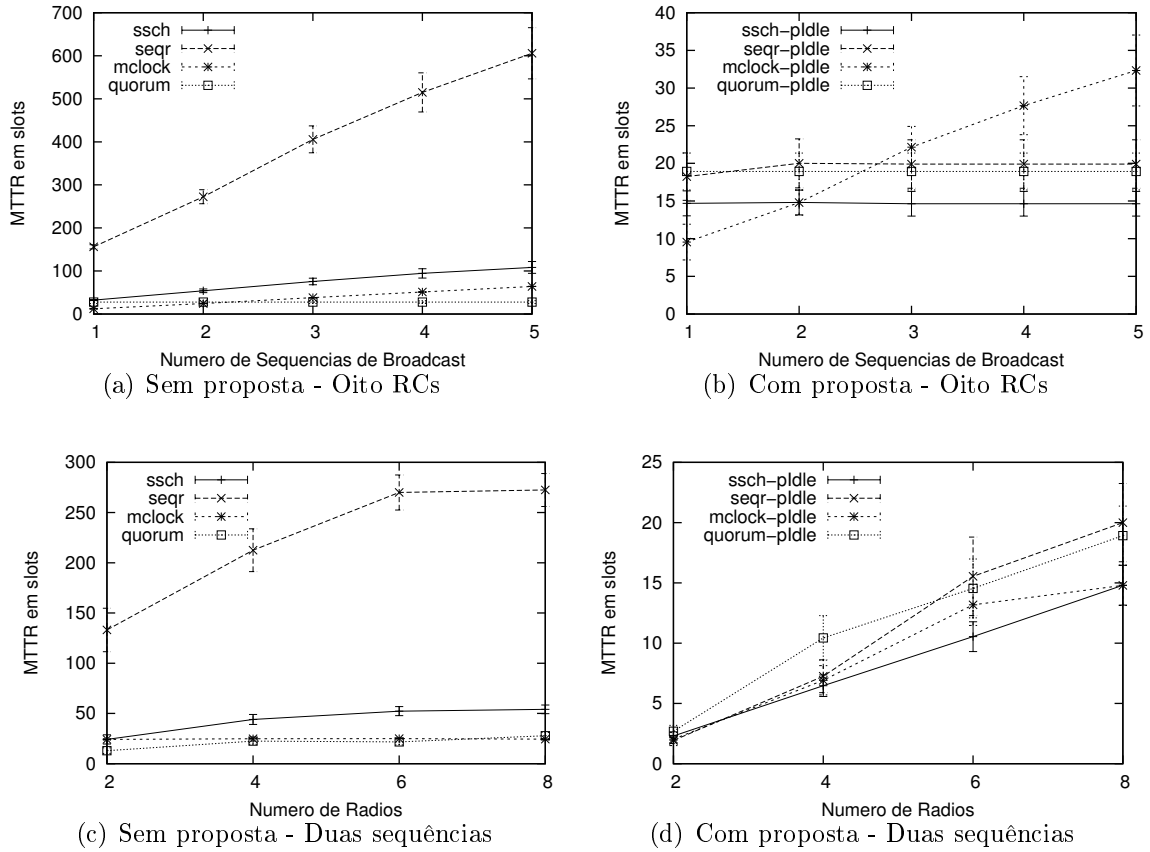 MTTR em slots
700
600
500
400
300
200
100
0
ssch
seqr
mclock
quorum
1 2 3 4 5
Numero de Sequencias de Broadcast
(a) Sem proposta - Oito RCs
MTTR em slots
40
35
30
25
20
15
10
5
0
ssch-pIdle
seqr-pIdle
mclock-pIdle
quorum-pIdle
1 2 3 4 5
Numero de Sequencias de Broadcast
(b) Com proposta - Oito RCs
MTTR em slots
300
250
200
150
100
50
0
ssch
seqr
mclock
quorum
2 4 6 8
Numero de Radios
(c) Sem proposta - Duas sequências
MTTR em slots
25
20
15
10
5
0
ssch-pIdle
seqr-pIdle
mclock-pIdle
quorum-pIdle
2 4 6 8
Numero de Radios
(d) Com proposta - Duas sequências